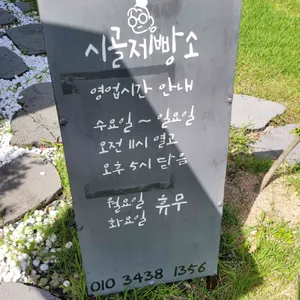 시골제빵소
영업시간 안내
수요일 ~ 일요일
오전 11시 열고
오후 5시 닫음
월요일 휴무
화요일
010 3438 1356